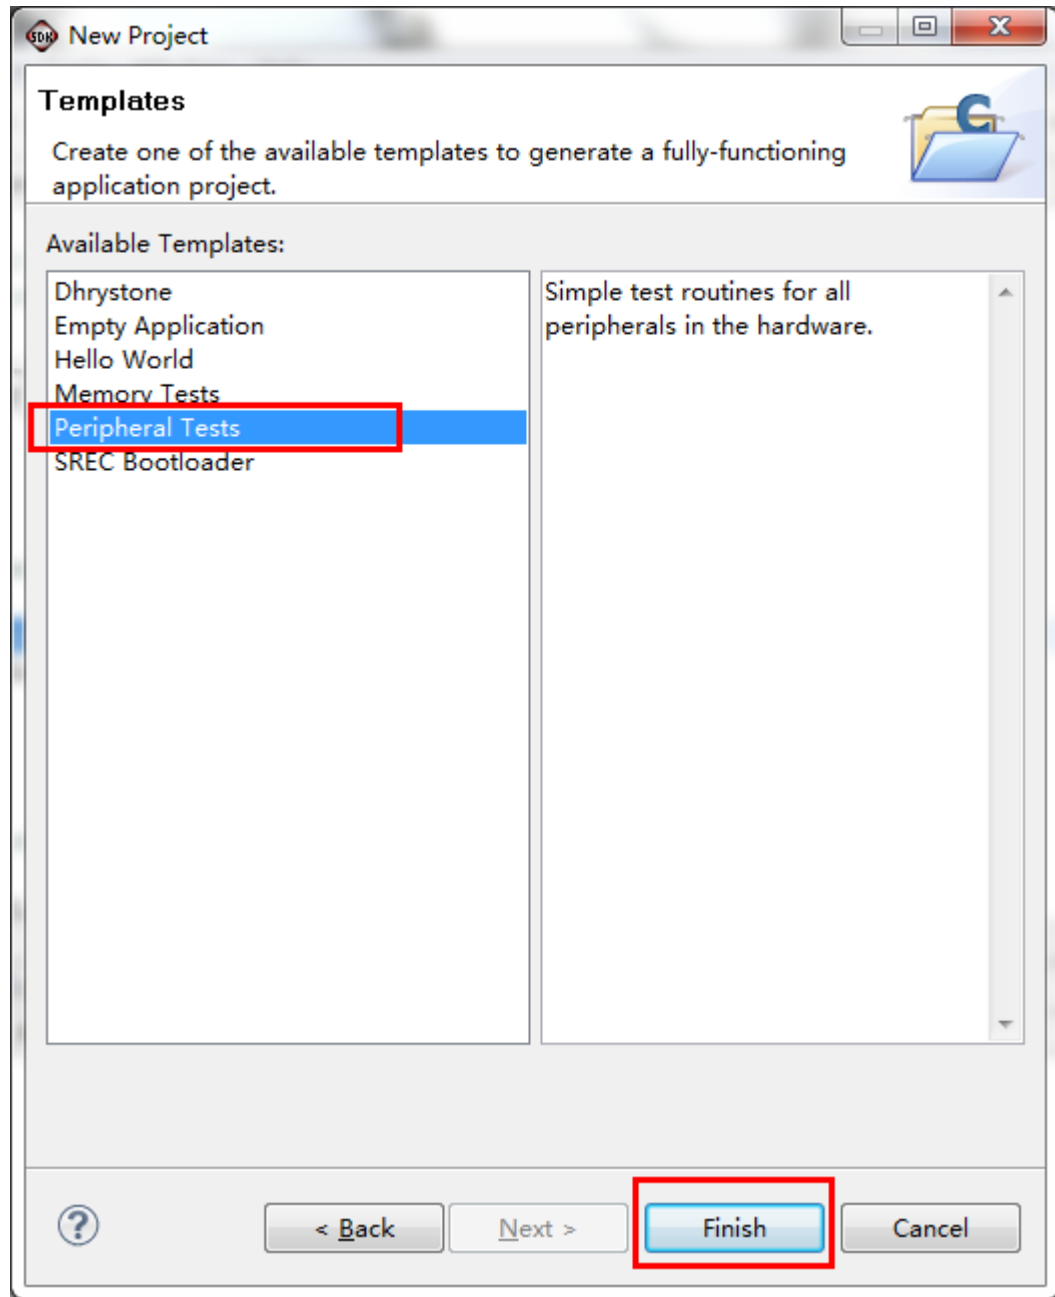 SDK New Project
Templates
Create one of the available templates to generate a fully-functioning
application project.
Available Templates:
Dhrystone
Empty Application
Hello World
Memory Tests
Peripheral Tests
SREC Bootloader
Simple test routines for all
peripherals in the hardware.
? < Back Next > Finish Cancel